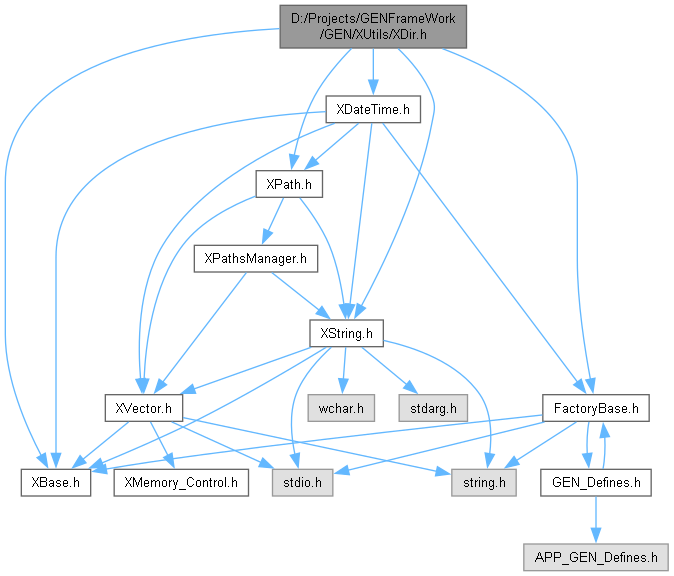 D:/Projects/GENFrameWork
/GEN/XUtils/XDir.h
XDateTime.h
XPath.h
XPathsManager.h
XString.h
XVector.h
wchar.h
stdarg.h
FactoryBase.h
XBase.h
XMemory_Control.h
stdio.h
string.h
GEN_Defines.h
APP_GEN_Defines.h